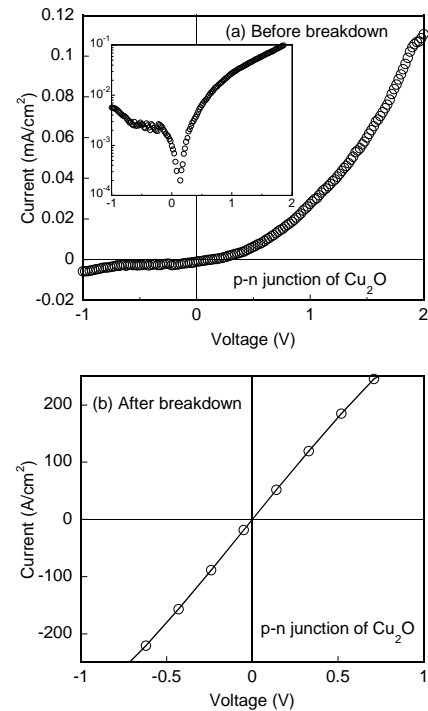 (a) Before breakdown
0.12
0.1
0.08
0.06
0.04
0.02
0
-0.02
Current (mA/cm²)
10⁻¹
10⁻²
10⁻³
10⁻⁴
-1 0 1 2
p-n junction of Cu₂O
-1 0 1 2
Voltage (V)
(b) After breakdown
200
100
0
-100
-200
Current (A/cm²)
p-n junction of Cu₂O
-1 -0.5 0 0.5 1
Voltage (V)